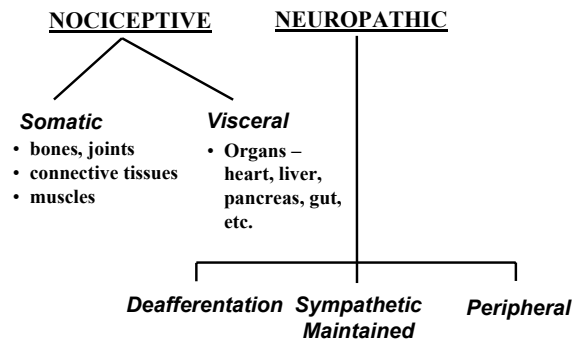 NOCICEPTIVE
NEUROPATHIC
Somatic
• bones, joints
• connective tissues
• muscles
Visceral
• Organs –
heart, liver,
pancreas, gut,
etc.
Deafferentation
Sympathetic
Maintained
Peripheral